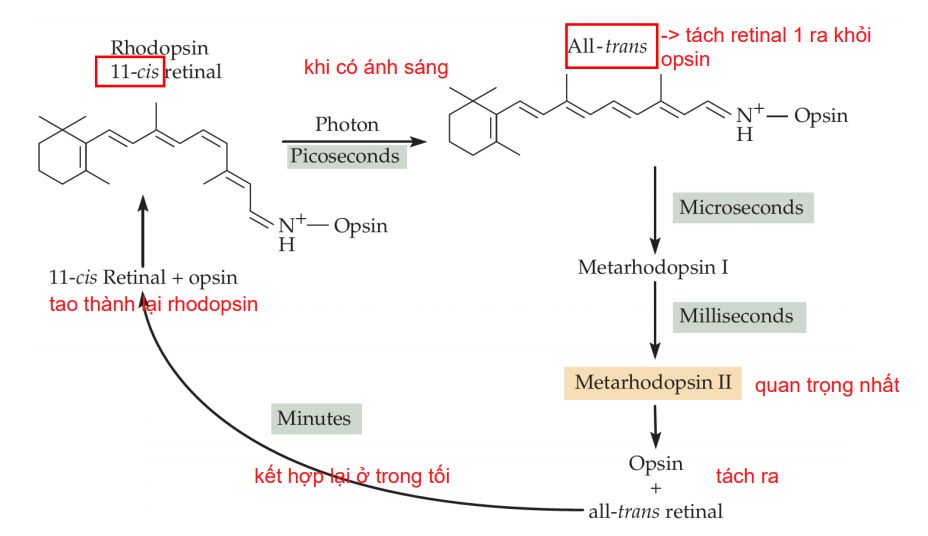 Rhodopsin
11-cis retinal
khi có ánh sáng
Photon
Picoseconds
All-trans
-> tách retinal 1 ra khỏi
opsin
N+ — Opsin
H
N+ — Opsin
H
Microseconds
Metarhodopsin I
Milliseconds
Metarhodopsin II
quan trọng nhất
Opsin
+
all-trans retinal
tách ra
Minutes
kết hợp lại ở trong tối
11-cis Retinal + opsin
tao thành lại rhodopsin